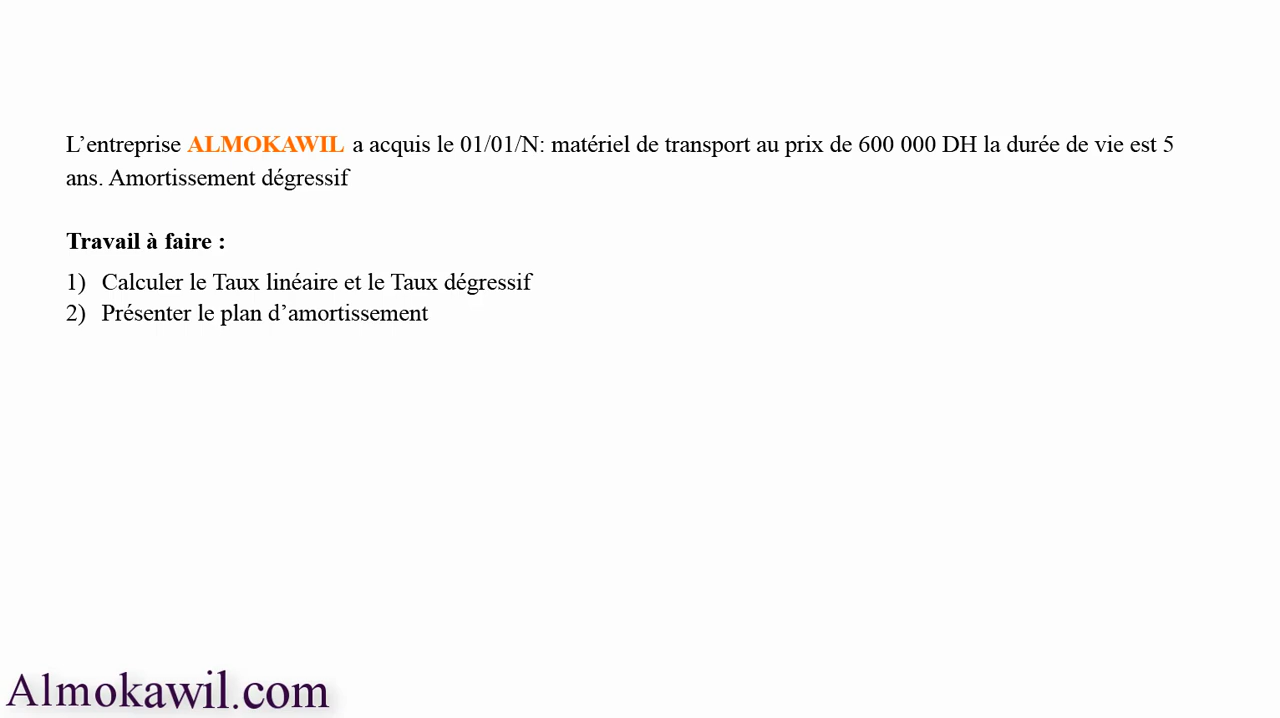 L’entreprise ALMOKAWIL a acquis le 01/01/N: matériel de transport au prix de 600 000 DH la durée de vie est 5
ans. Amortissement dégressif
Travail à faire :
1) Calculer le Taux linéaire et le Taux dégressif
2) Présenter le plan d’amortissement
Almokawil.com